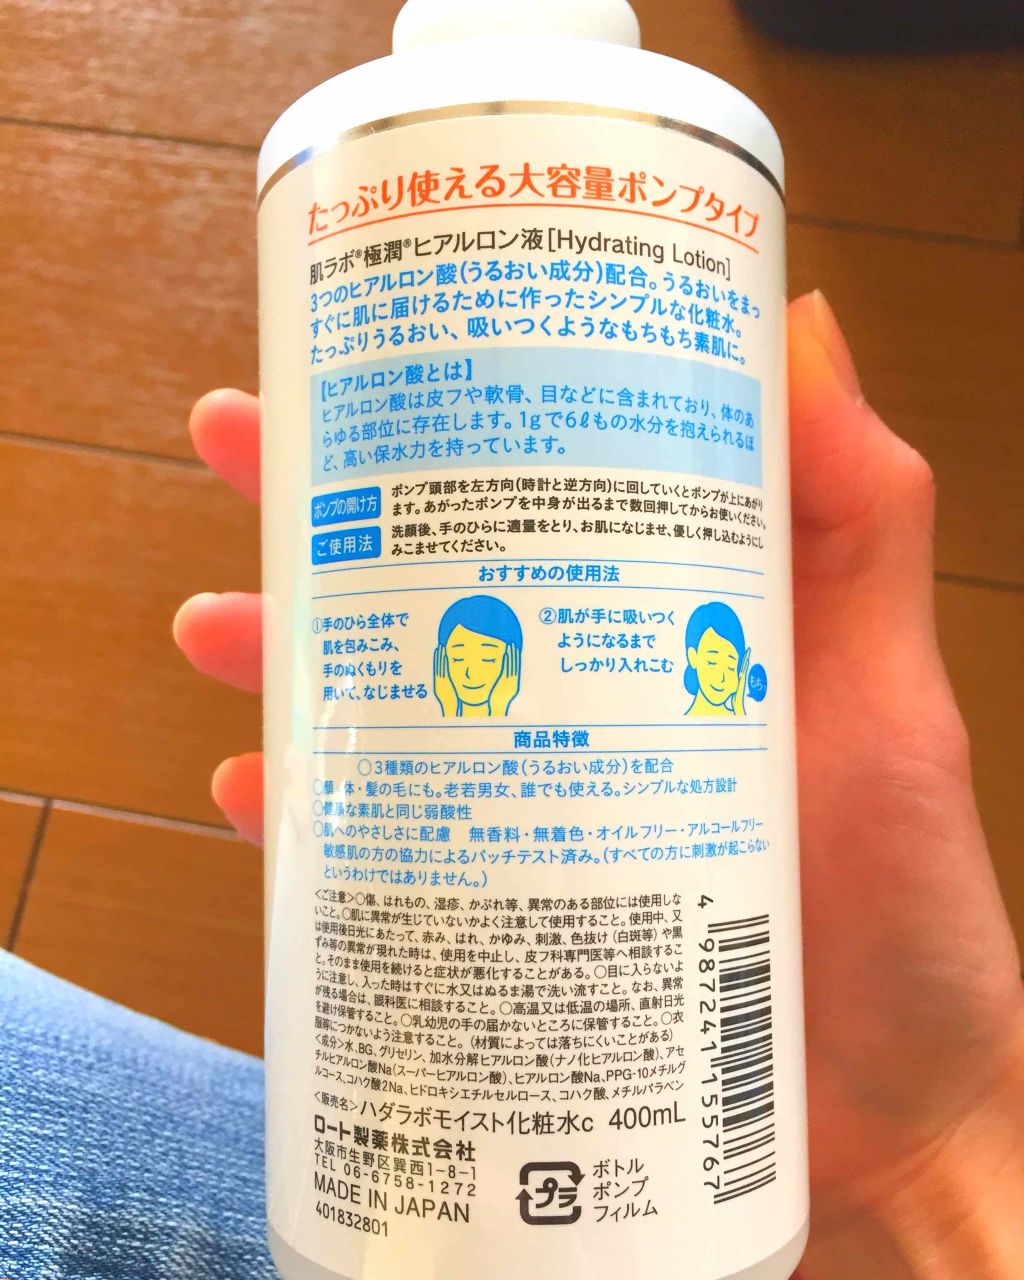 たっぷり使える大容量ポンプタイプ
肌ラボ®極潤®ヒアルロン液[Hydrating Lotion]
3つのヒアルロン酸(うるおい成分)配合。うるおいをまっ
すぐに肌に届けるために作ったシンプルな化粧水。
たっぷりうるおい、吸いつくようなもちもち素肌に。
【ヒアルロン酸とは】
ヒアルロン酸は皮フや軟骨、目などに含まれており、体のあ
らゆる部位に存在します。1gで6ℓもの水分を抱えられるほ
ど、高い保水力を持っています。
ポンプの開け方
ポンプ頭部を左方向(時計と逆方向)に回していくとポンプが上にあがり
ます。あがったポンプを中身が出るまで数回押してからお使いください。
ご使用法
洗顔後、手のひらに適量をとり、お肌になじませ、優しく押し込むようにし
みこませてください。
おすすめの使用法
①手のひら全体で
肌を包みこみ、
手のぬくもりを
用いて、なじませる
②肌が手に吸いつく
ようになるまで
しっかり入れこむ
もちっ
商品特徴
○3種類のヒアルロン酸(うるおい成分)を配合
○顔・体・髪の毛にも。老若男女、誰でも使える。シンプルな処方設計
○健康な素肌と同じ弱酸性
○肌へのやさしさに配慮 無香料・無着色・オイルフリー・アルコールフリー
敏感肌の方の協力によるパッチテスト済み。(すべての方に刺激が起こらない
というわけではありません。)
<ご注意>○傷、はれもの、湿疹、かぶれ等、異常のある部位には使用しな
いこと。○肌に異常が生じていないかよく注意して使用すること。使用中、又
は使用後日光にあたって、赤み、はれ、かゆみ、刺激、色抜け(白斑等)や黒
ずみ等の異常が現れた時は、使用を中止し、皮フ科専門医等へ相談するこ
と。そのまま使用を続けると症状が悪化することがある。○目に入らないよ
うに注意し、入った時はすぐに水又はぬるま湯で洗い流すこと。なお、異常
が残る場合は、眼科医に相談すること。○高温又は低温の場所、直射日光
を避け保管すること。○乳幼児の手の届かないところに保管すること。○衣
服等につかないよう注意すること。(材質によっては落ちにくいことがある)
<成分>水、BG、グリセリン、加水分解ヒアルロン酸(ナノ化ヒアルロン酸)、アセ
チルヒアルロン酸Na(スーパーヒアルロン酸)、ヒアルロン酸Na、PPG-10メチルグ
ルコース、コハク酸2Na、ヒドロキシエチルセルロース、コハク酸、メチルパラベン
<販売名>ハダラボモイスト化粧水c 400mL
ロート製薬株式会社
大阪市生野区巽西1-8-1
TEL 06-6758-1272
MADE IN JAPAN
401832801
プラ
ボトル
ポンプ
フィルム
4 987241 155767